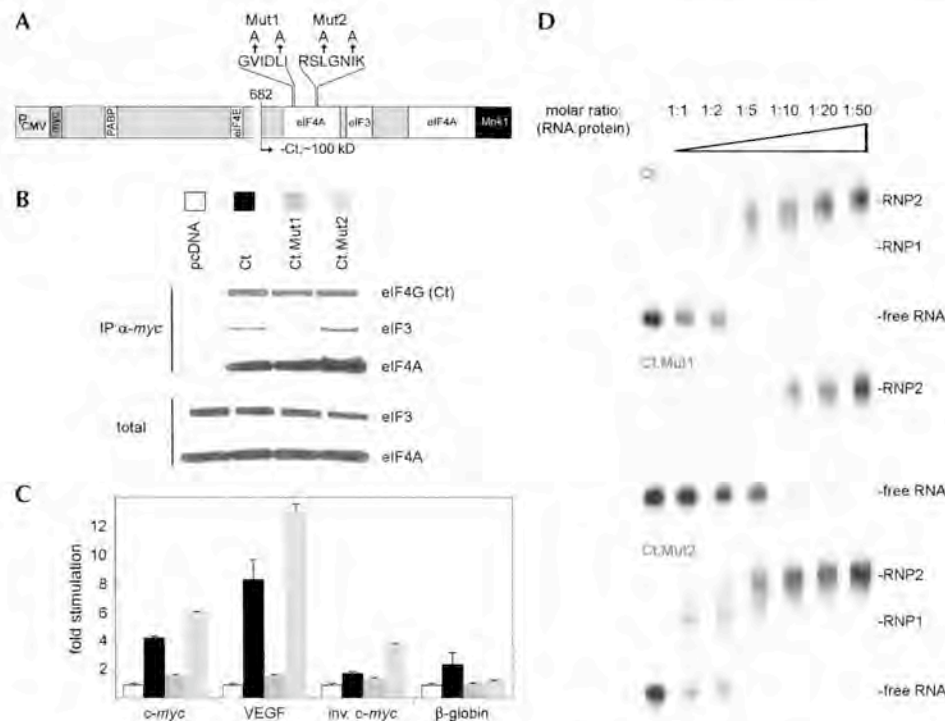 A
Mut1 Mut2
A A A A
GVIDLI RSLGNIK
682
PCMV myc PABP eIF4E eIF4A eIF3 eIF4A Mnk1
-Ct,~100 kD
B
pcDNA
Ct
Ct.Mut1
Ct.Mut2
IP α-myc
eIF4G (Ct)
eIF3
eIF4A
total
eIF3
eIF4A
C
fold stimulation
12
10
8
6
4
2
c-myc VEGF inv. c-myc β-globin
D
molar ratio:
(RNA:protein)
1:1 1:2 1:5 1:10 1:20 1:50
Ct
-RNP2
-RNP1
-free RNA
Ct.Mut1
-RNP2
-free RNA
Ct.Mut2
-RNP2
-RNP1
-free RNA